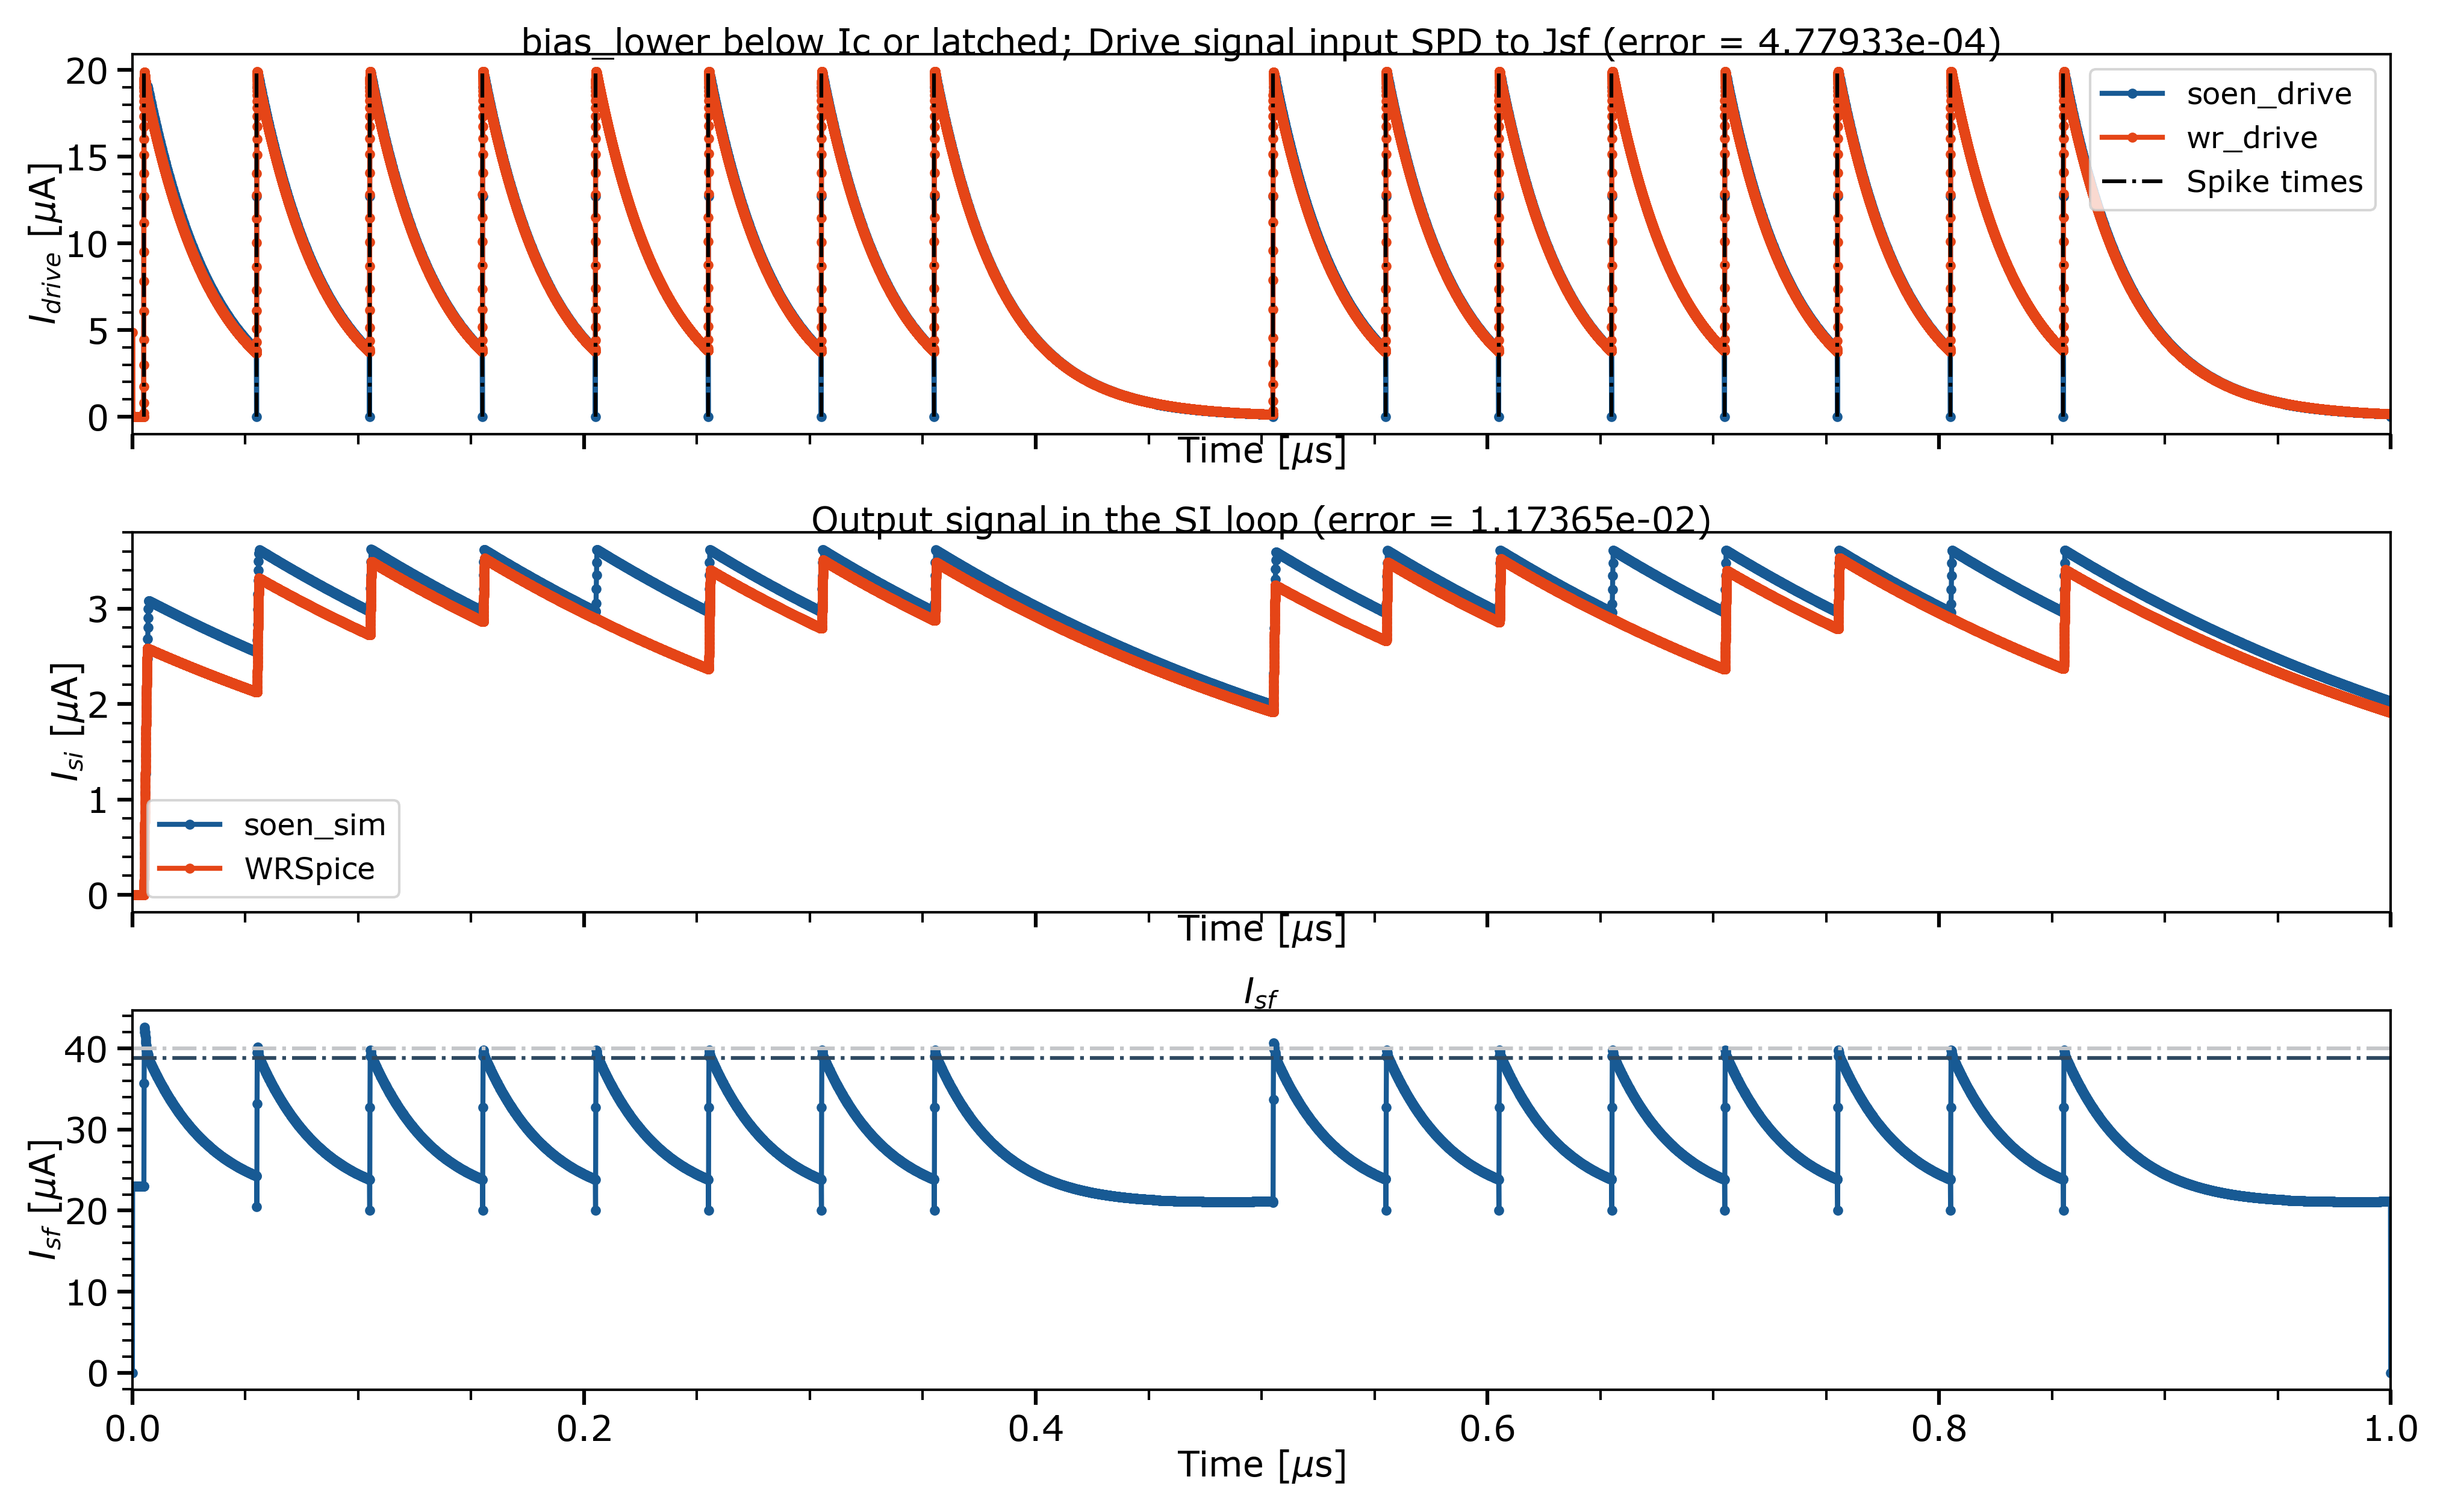 bias_lower below Ic or latched; Drive signal input SPD to Jsf (error = 4.77933e-04)
20
15
10
5
0
I_drive [μA]
soen_drive
wr_drive
Spike times
Time [μs]
Output signal in the SI loop (error = 1.17365e-02)
3
2
1
0
I_si [μA]
soen_sim
WRSpice
Time [μs]
I_sf
40
30
20
10
0
I_sf [μA]
0.0 0.2 0.4 0.6 0.8 1.0
Time [μs]